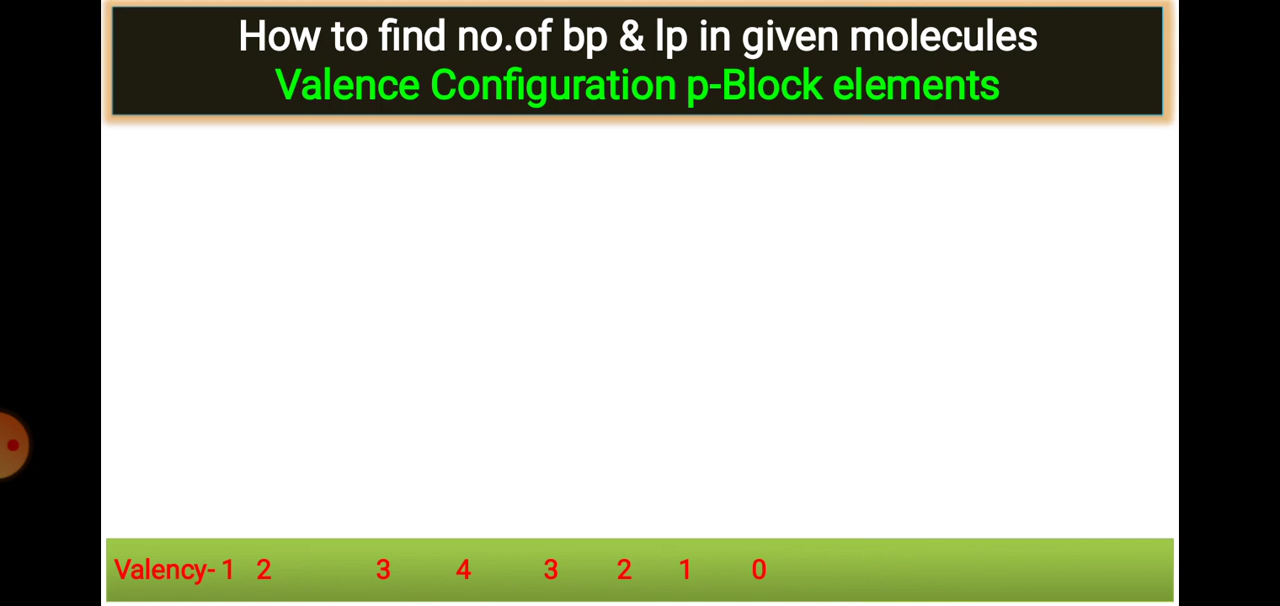 How to find no.of bp & lp in given molecules
Valence Configuration p-Block elements
Valency- 1 2 3 4 3 2 1 0